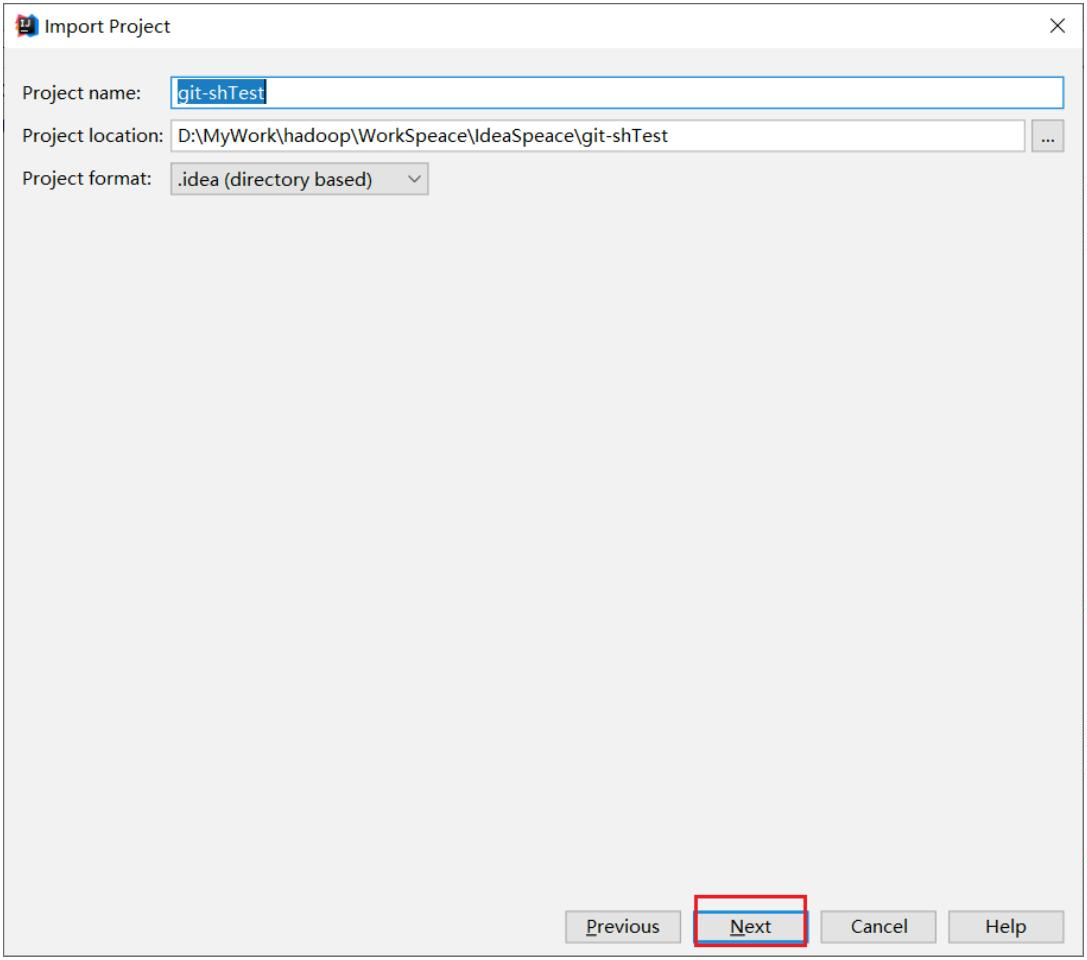 Import Project
Project name: git-shTest
Project location: D:\MyWork\hadoop\WorkSpeace\IdeaSpeace\git-shTest ...
Project format: .idea (directory based)
Previous Next Cancel Help